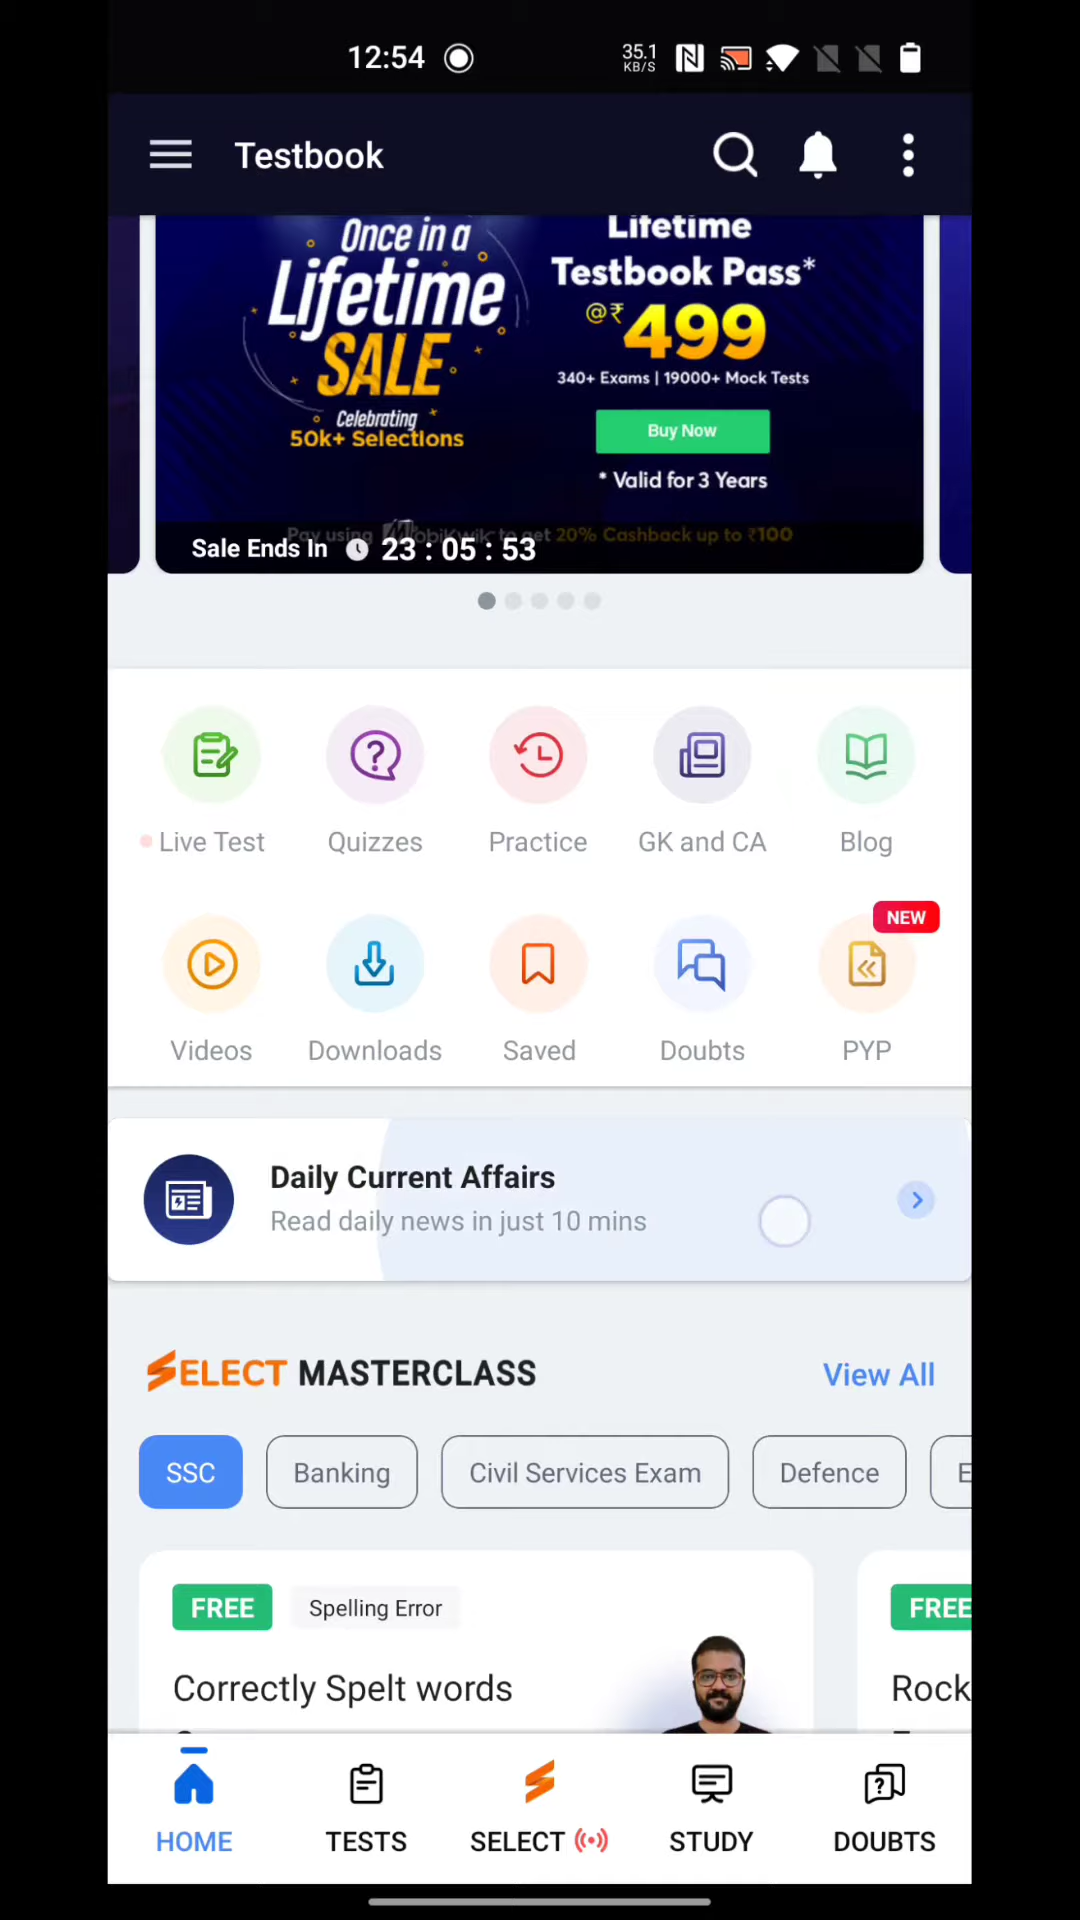 12:54
35.1
KB/S
Testbook
Once in a
Lifetime
SALE
Celebrating
50k+ Selections
Lifetime
Testbook Pass*
@₹499
340+ Exams | 19000+ Mock Tests
Buy Now
* Valid for 3 Years
Pay using MobiKwik to get 20% Cashback up to ₹100
Sale Ends In 23 : 05 : 53
Live Test
Quizzes
Practice
GK and CA
Blog
NEW
Videos
Downloads
Saved
Doubts
PYP
Daily Current Affairs
Read daily news in just 10 mins
SELECT MASTERCLASS
View All
SSC
Banking
Civil Services Exam
Defence
E
FREE
Spelling Error
FREE
Correctly Spelt words
Rock
HOME
TESTS
SELECT
STUDY
DOUBTS